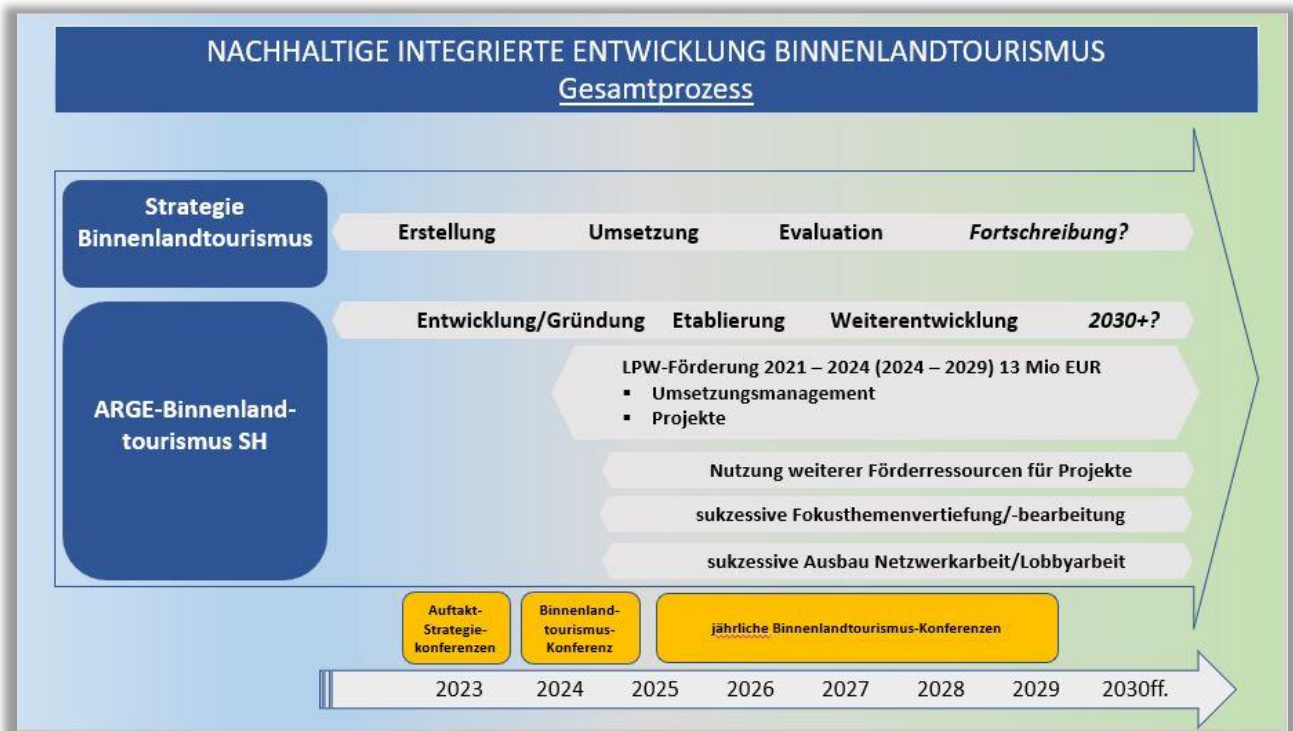 NACHHALTIGE INTEGRIERTE ENTWICKLUNG BINNENLANDTOURISMUS
Gesamtprozess
Strategie
Binnenlandtourismus
Erstellung Umsetzung Evaluation Fortschreibung?
ARGE-Binnenland-
tourismus SH
Entwicklung/Gründung Etablierung Weiterentwicklung 2030+?
LPW-Förderung 2021 – 2024 (2024 – 2029) 13 Mio EUR
▪ Umsetzungsmanagement
▪ Projekte
Nutzung weiterer Förderressourcen für Projekte
sukzessive Fokusthemenvertiefung/-bearbeitung
sukzessive Ausbau Netzwerkarbeit/Lobbyarbeit
Auftakt-
Strategie-
konferenzen
Binnenland-
tourismus-
Konferenz
jährliche Binnenlandtourismus-Konferenzen
2023 2024 2025 2026 2027 2028 2029 2030ff.